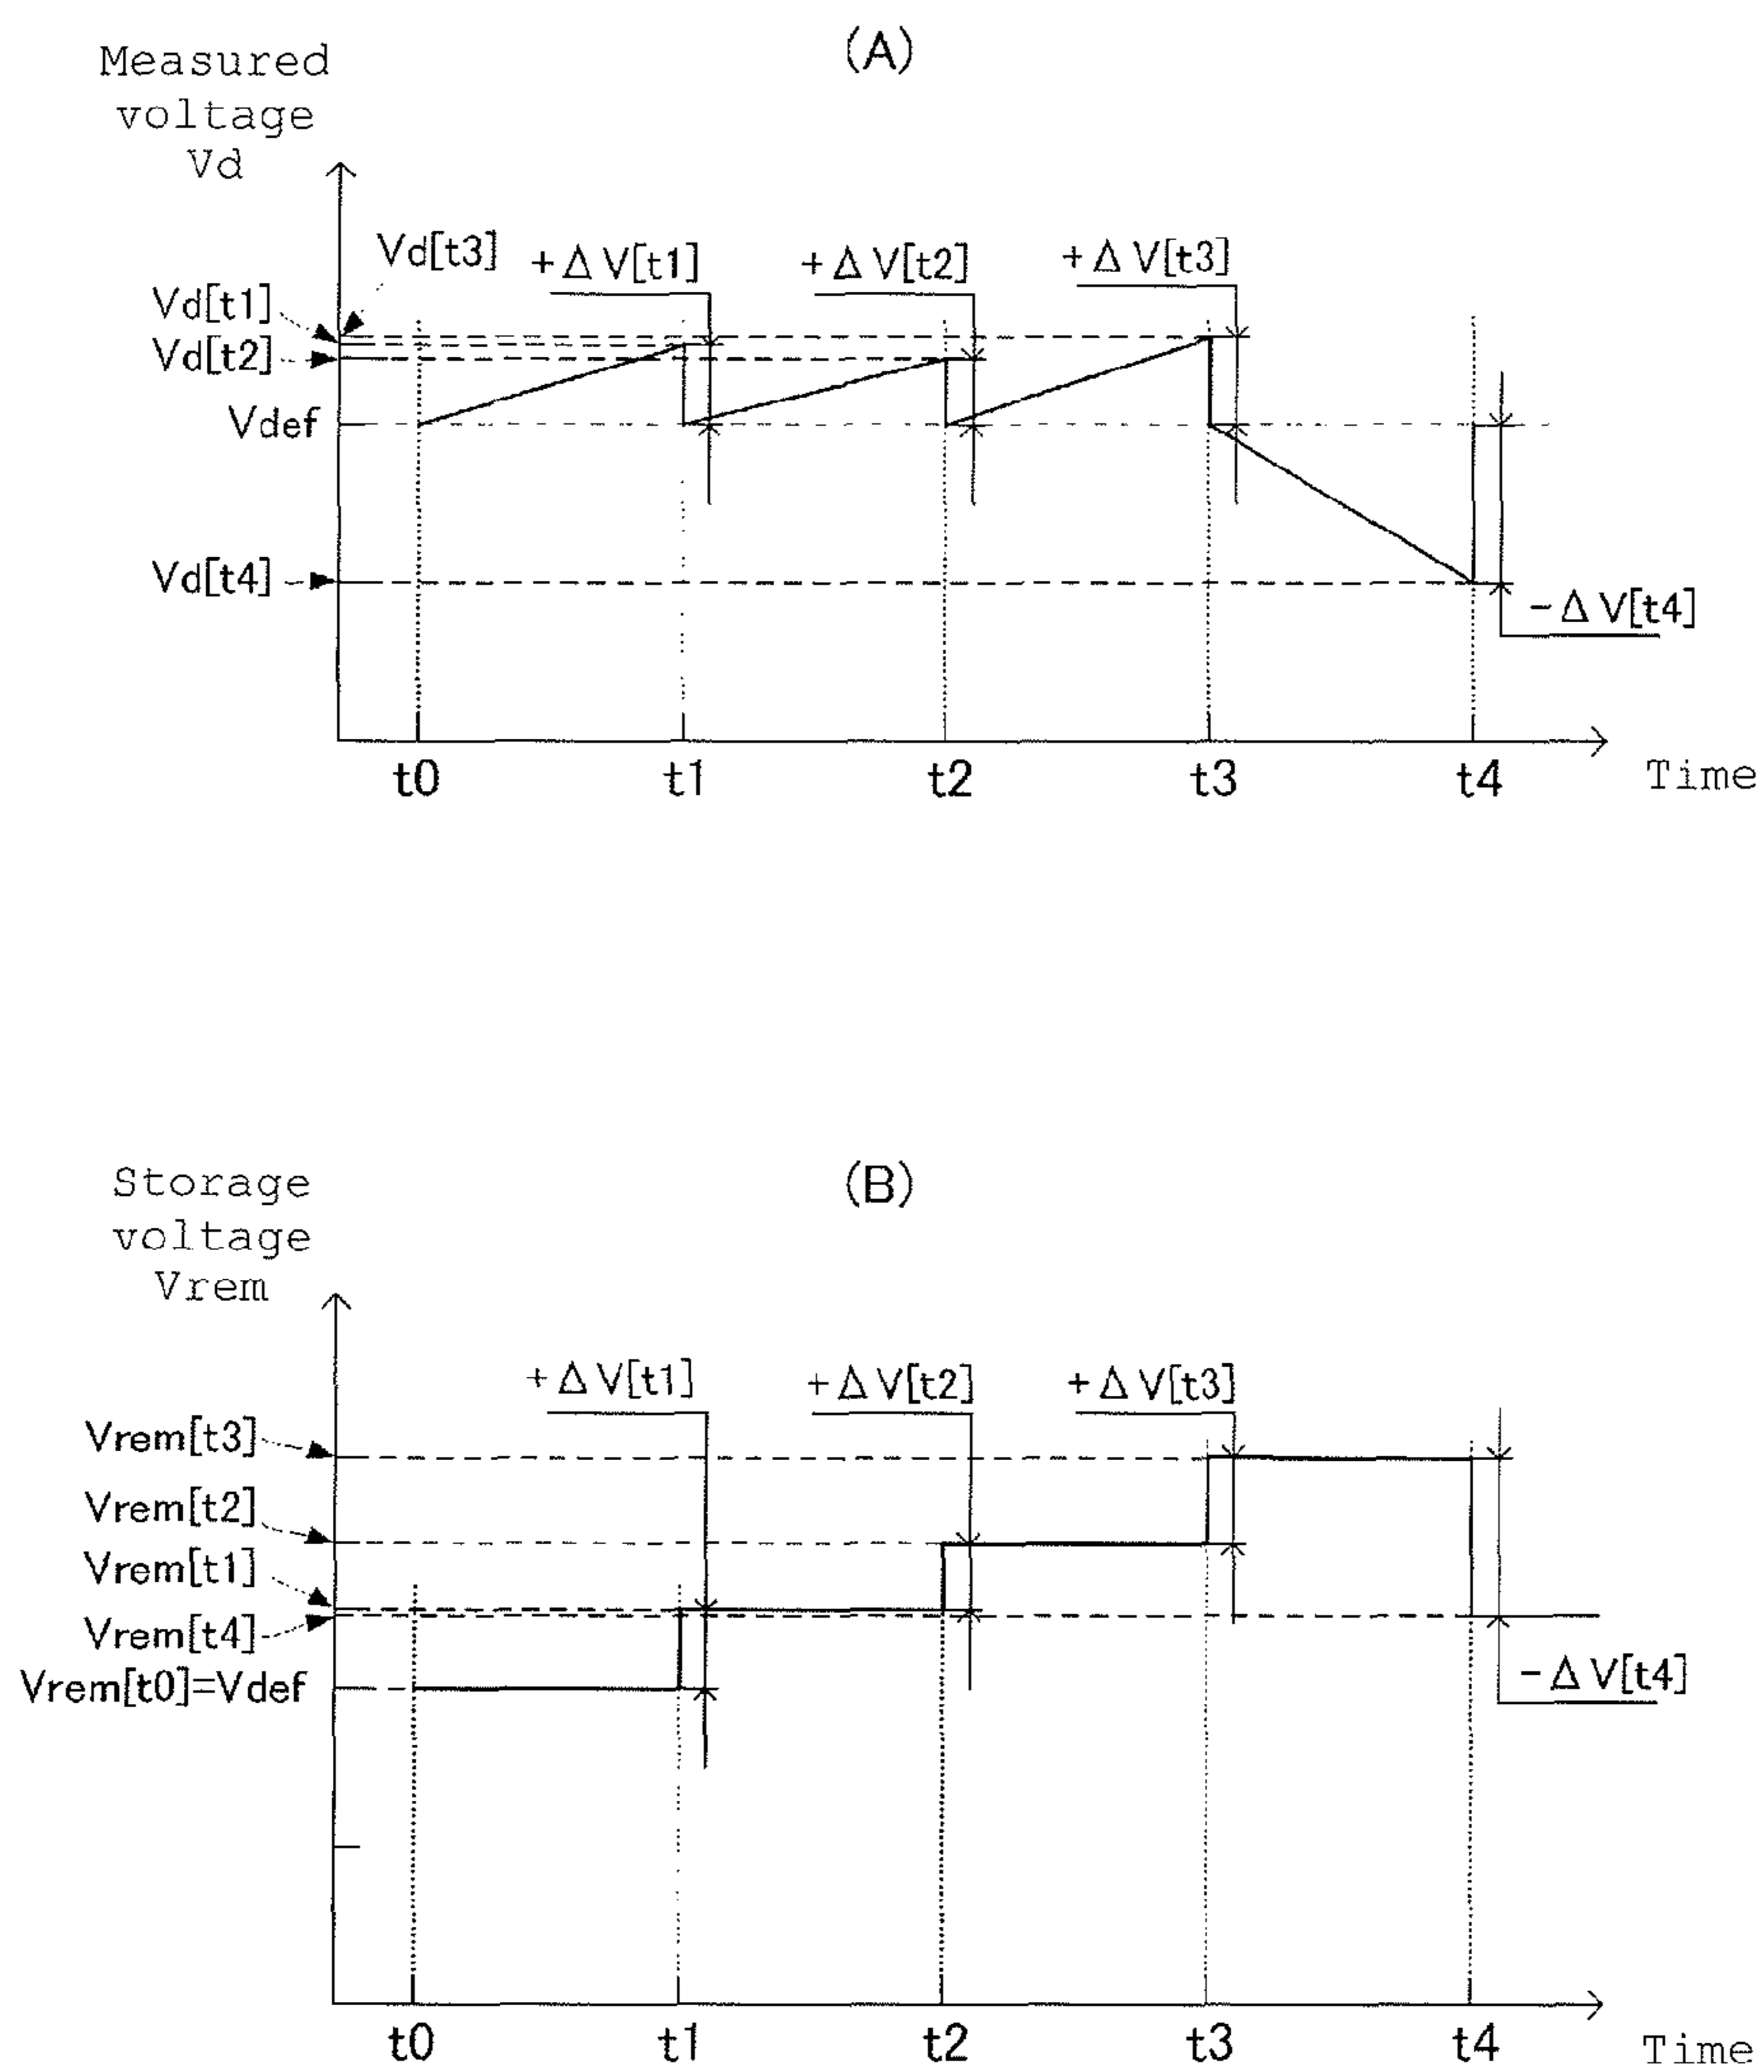 (A)
Measured
voltage
Vd
Vd[t3]
+ΔV[t1]
+ΔV[t2]
+ΔV[t3]
Vd[t1]
Vd[t2]
Vdef
Vd[t4]
-ΔV[t4]
t0
t1
t2
t3
t4
Time
(B)
Storage
voltage
Vrem
+ΔV[t1]
+ΔV[t2]
+ΔV[t3]
Vrem[t3]
Vrem[t2]
Vrem[t1]
Vrem[t4]
Vrem[t0]=Vdef
-ΔV[t4]
t0
t1
t2
t3
t4
Time